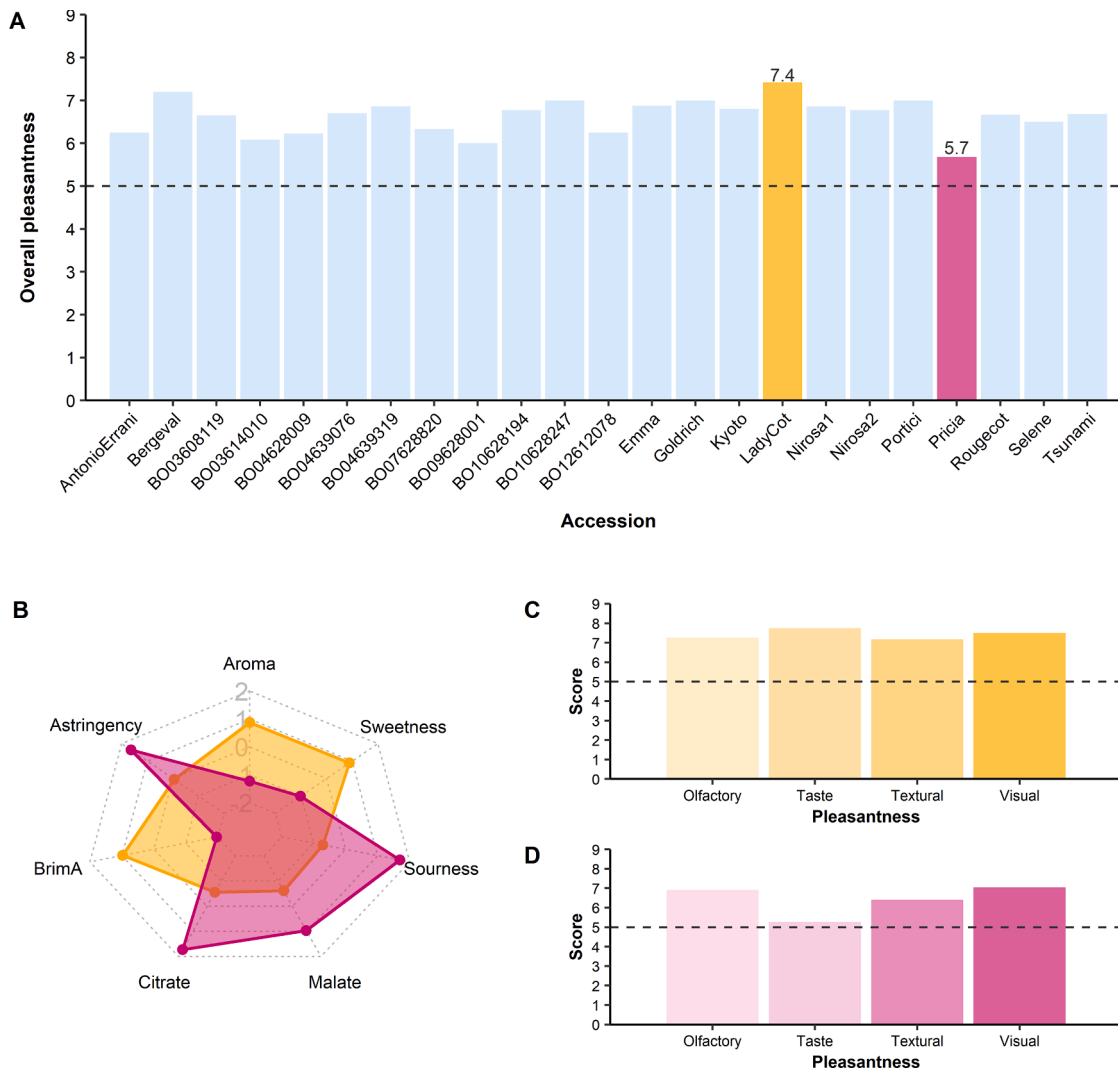 A
Overall pleasantness
9
8
7
6
5
4
3
2
1
0
7.4
5.7
AntonioErrani
Bergeval
BO03608119
BO03614010
BO04628009
BO04639076
BO04639319
BO07628820
BO09628001
BO10628194
BO10628247
BO12612078
Emma
Goldrich
Kyoto
LadyCot
Nirosa1
Nirosa2
Portici
Pricia
Rougecot
Selene
Tsunami
Accession
B
Aroma
Astringency
Sweetness
BrimA
Sourness
Citrate
Malate
2
1
0
-1
-2
C
Score
9
8
7
6
5
4
3
2
1
0
Olfactory Taste Textural Visual
Pleasantness
D
Score
9
8
7
6
5
4
3
2
1
0
Olfactory Taste Textural Visual
Pleasantness